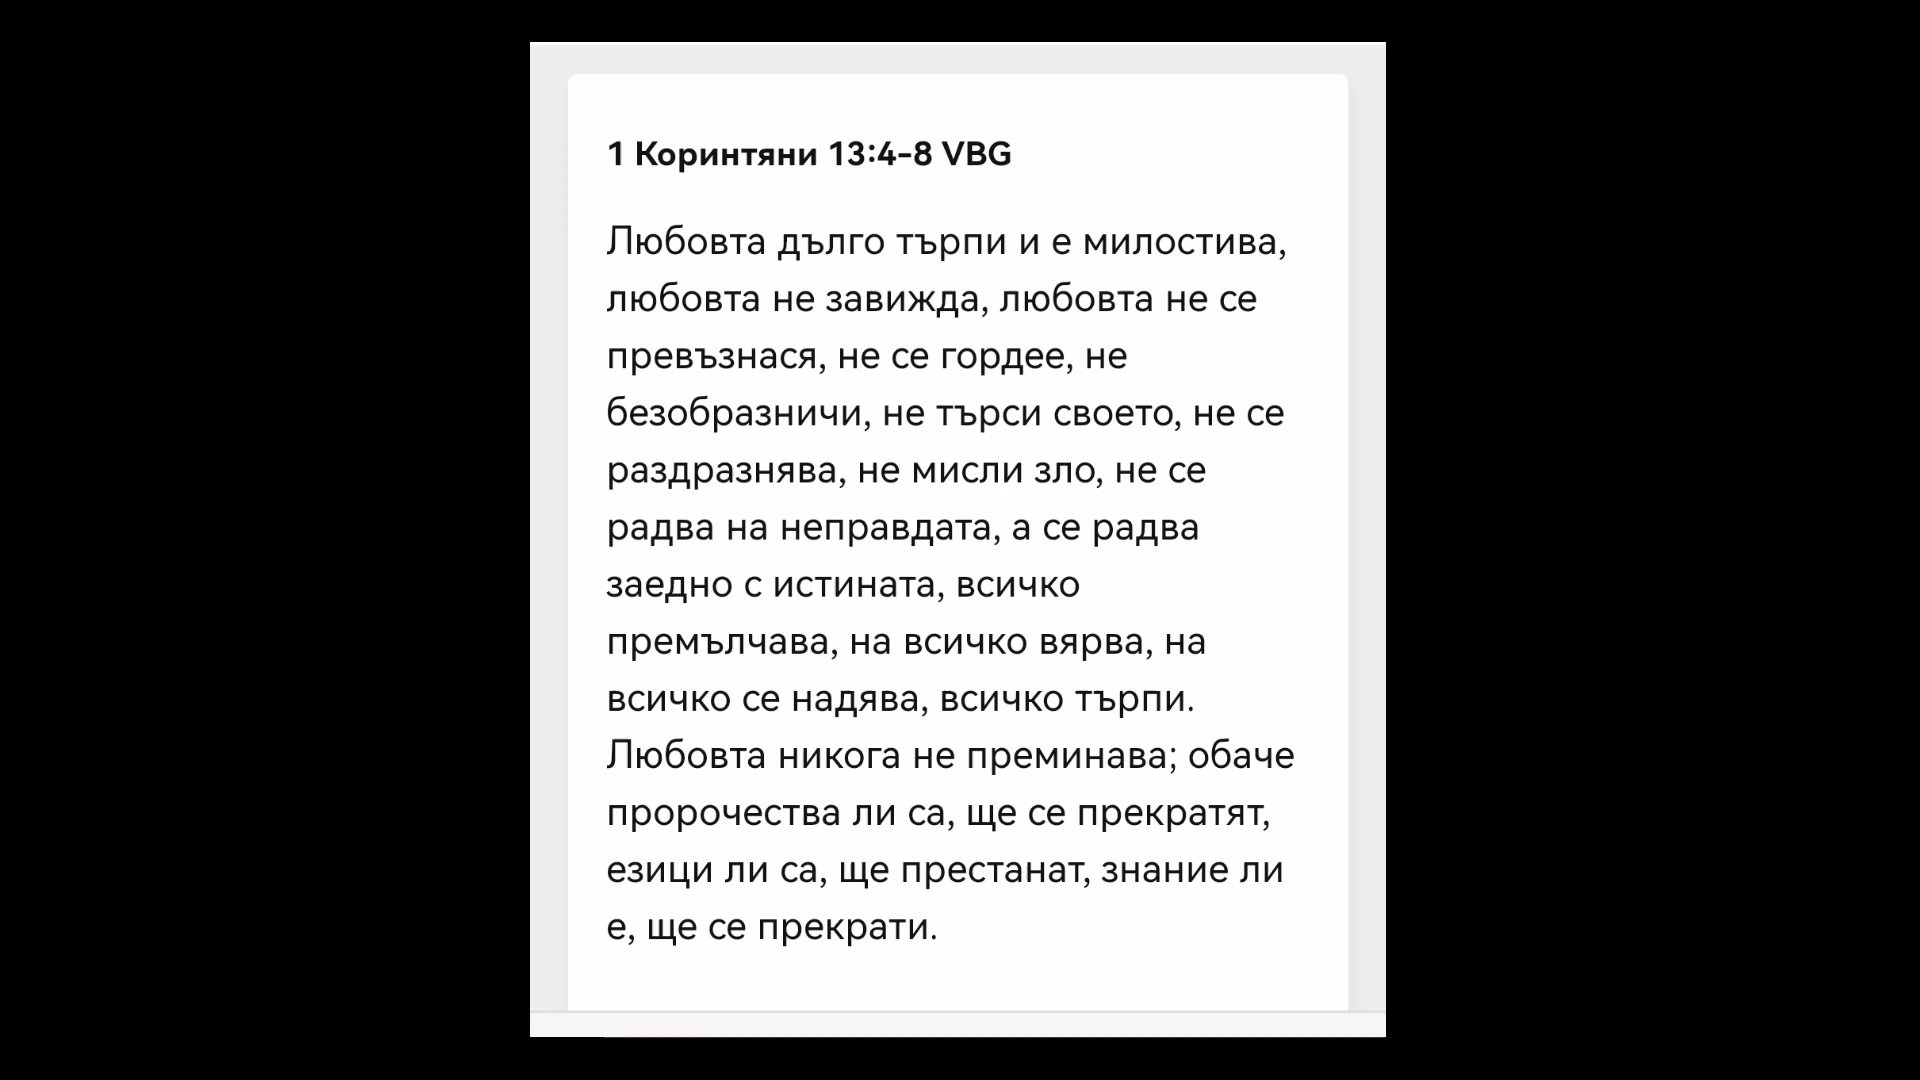 1 Коринтяни 13:4-8 VBG
Любовта дълго търпи и е милостива,
любовта не завижда, любовта не се
превъзнася, не се гордее, не
безобразничи, не търси своето, не се
раздразнява, не мисли зло, не се
радва на неправдата, а се радва
заедно с истината, всичко
премълчава, на всичко вярва, на
всичко се надява, всичко търпи.
Любовта никога не преминава; обаче
пророчества ли са, ще се прекратят,
езици ли са, ще престанат, знание ли
е, ще се прекрати.